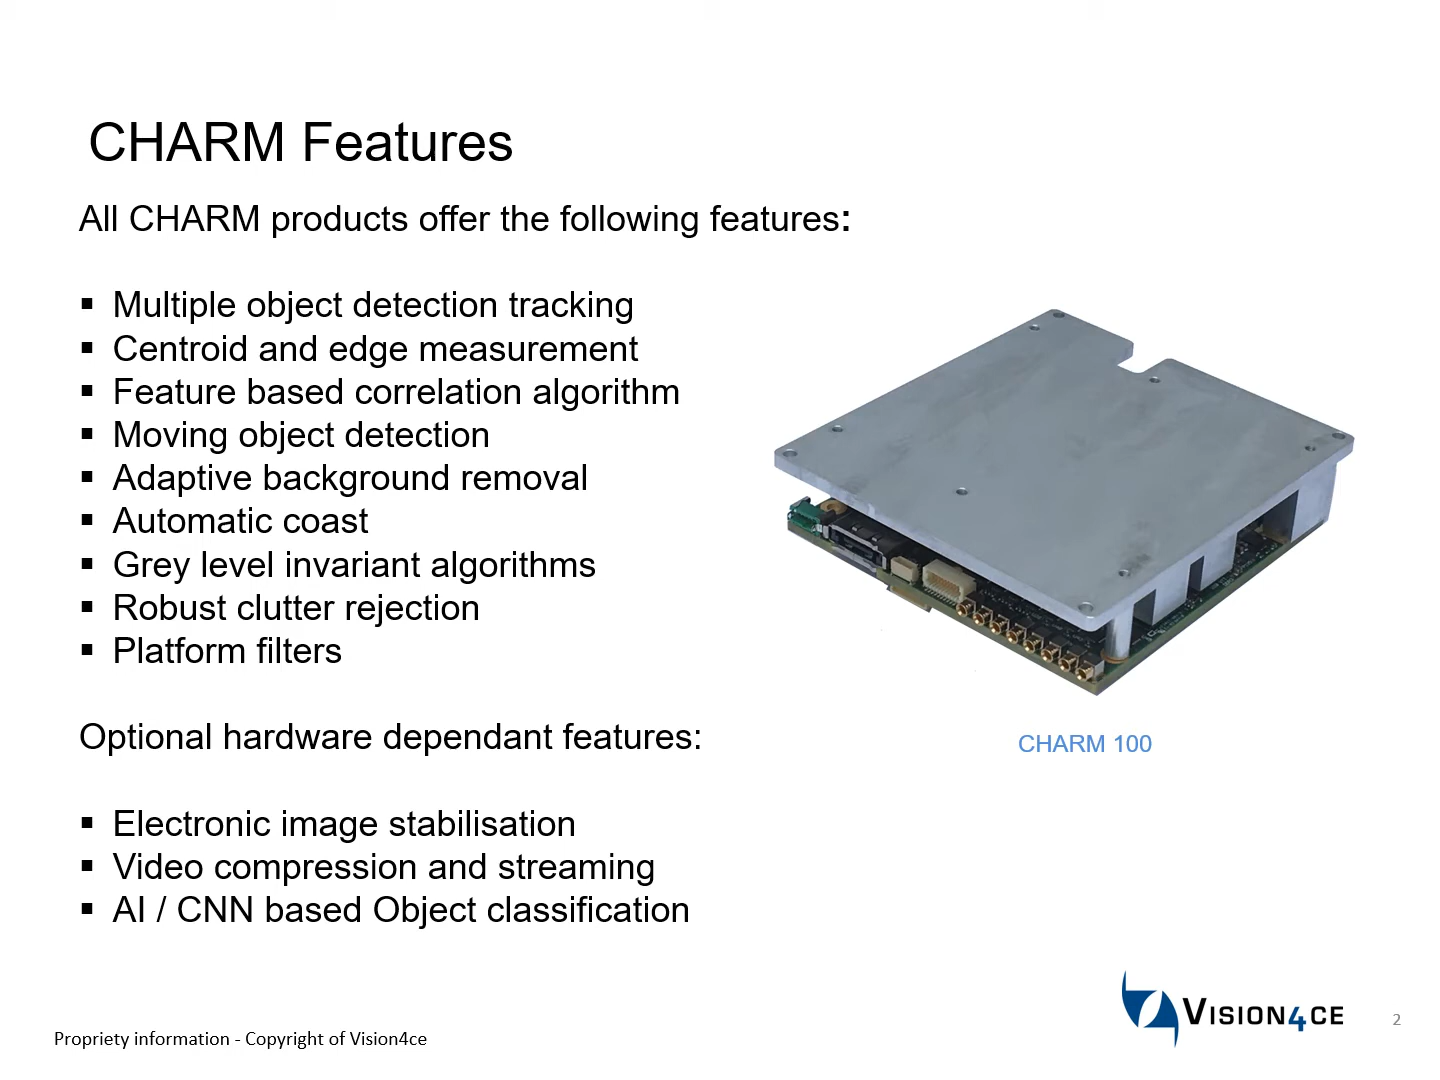 CHARM Features
All CHARM products offer the following features:
▪ Multiple object detection tracking
▪ Centroid and edge measurement
▪ Feature based correlation algorithm
▪ Moving object detection
▪ Adaptive background removal
▪ Automatic coast
▪ Grey level invariant algorithms
▪ Robust clutter rejection
▪ Platform filters
Optional hardware dependant features:
▪ Electronic image stabilisation
▪ Video compression and streaming
▪ AI / CNN based Object classification
CHARM 100
Propriety information - Copyright of Vision4ce
VISION4CE
2